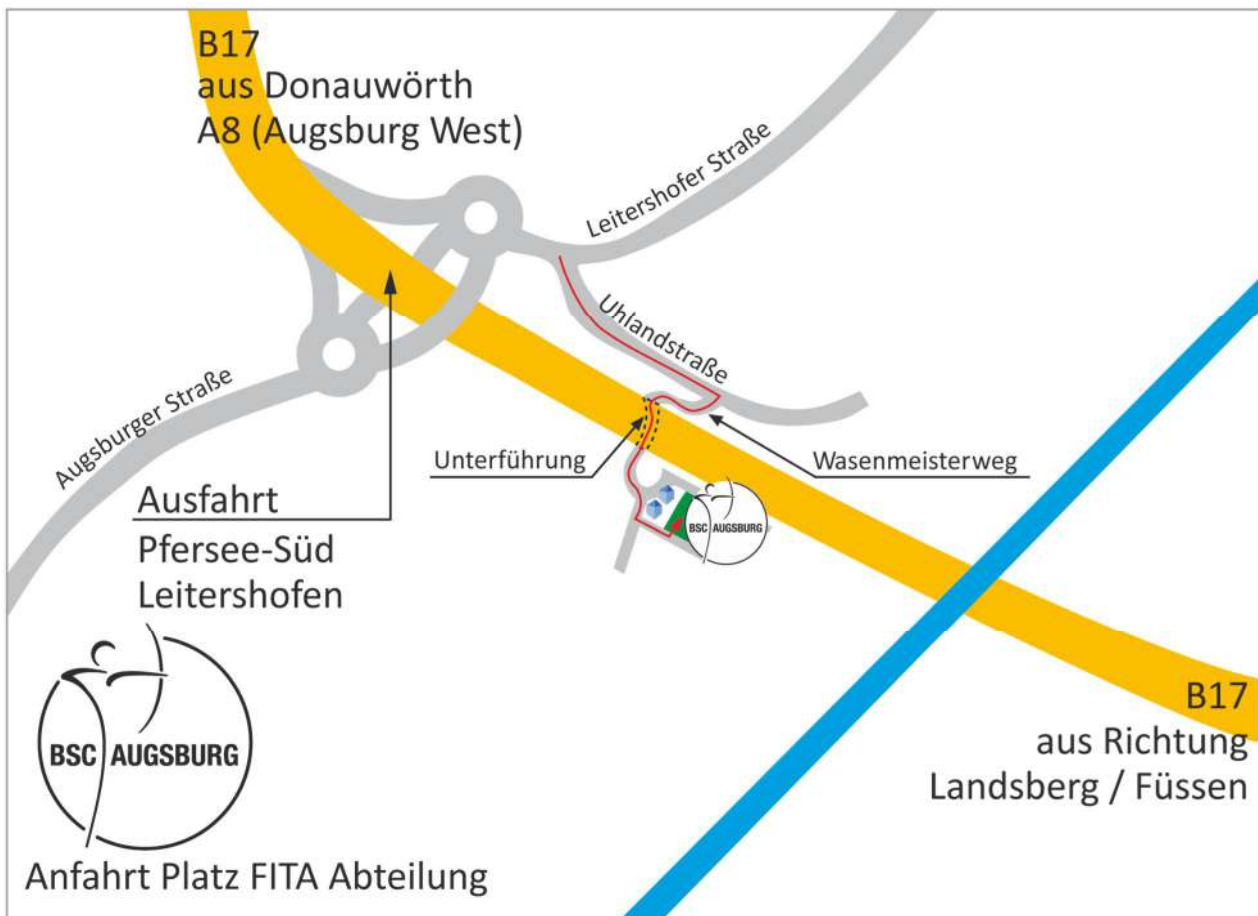 B17
aus Donauwörth
A8 (Augsburg West)
Leitershofer Straße
Uhlandstraße
Augsburger Straße
Unterführung
Wasenmeisterweg
Ausfahrt
Pfersee-Süd
Leitershofen
BSC AUGSBURG
B17
aus Richtung
Landsberg / Füssen
BSC AUGSBURG
Anfahrt Platz FITA Abteilung